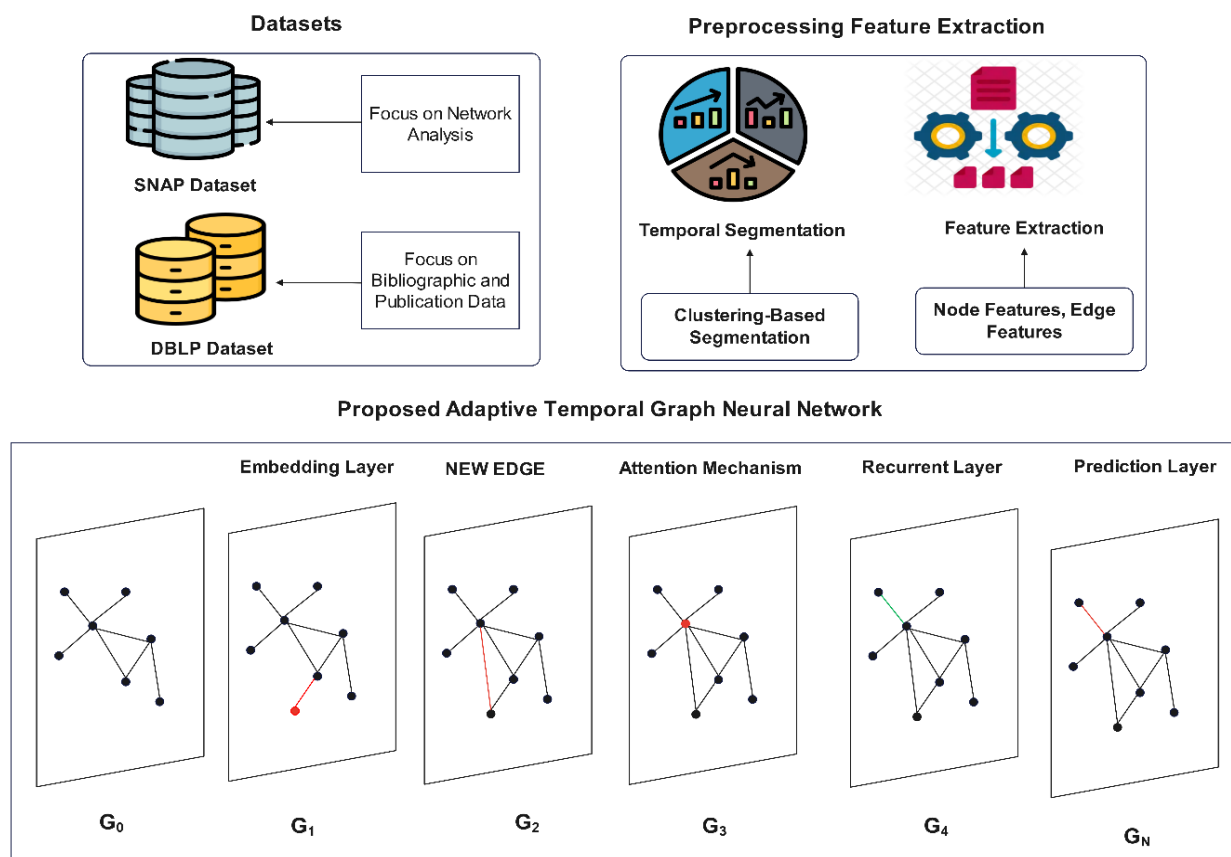 Datasets
Preprocessing Feature Extraction
Focus on Network
Analysis
SNAP Dataset
Focus on
Bibliographic and
Publication Data
DBLP Dataset
Temporal Segmentation
Feature Extraction
Clustering-Based
Segmentation
Node Features, Edge
Features
Proposed Adaptive Temporal Graph Neural Network
Embedding Layer
NEW EDGE
Attention Mechanism
Recurrent Layer
Prediction Layer
G₀
G₁
G₂
G₃
G₄
G_N